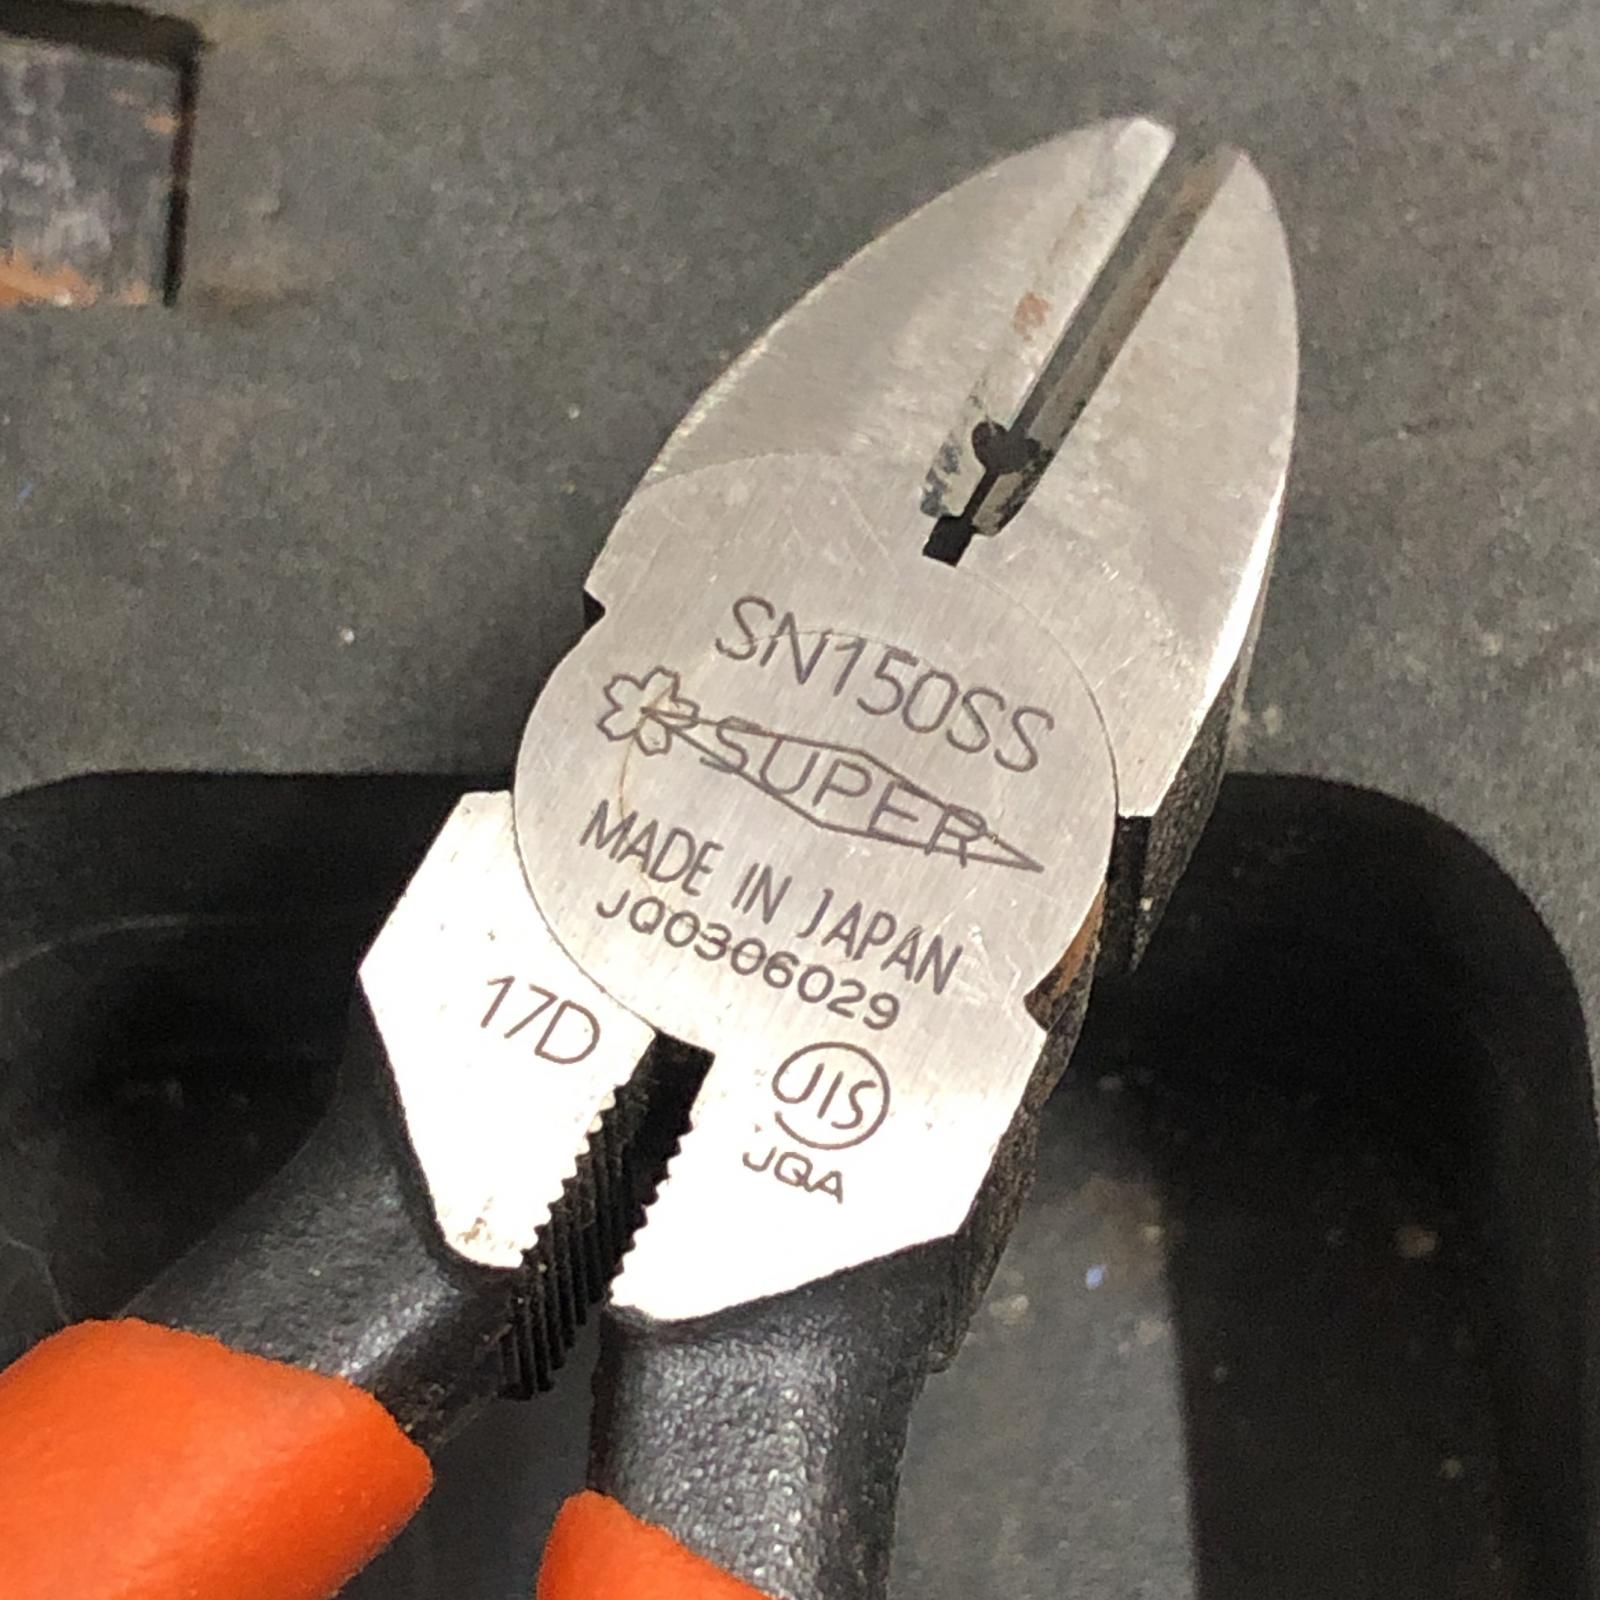 SN150SS
SUPER
MADE IN JAPAN
JQ0306029
17D
JIS
JQA